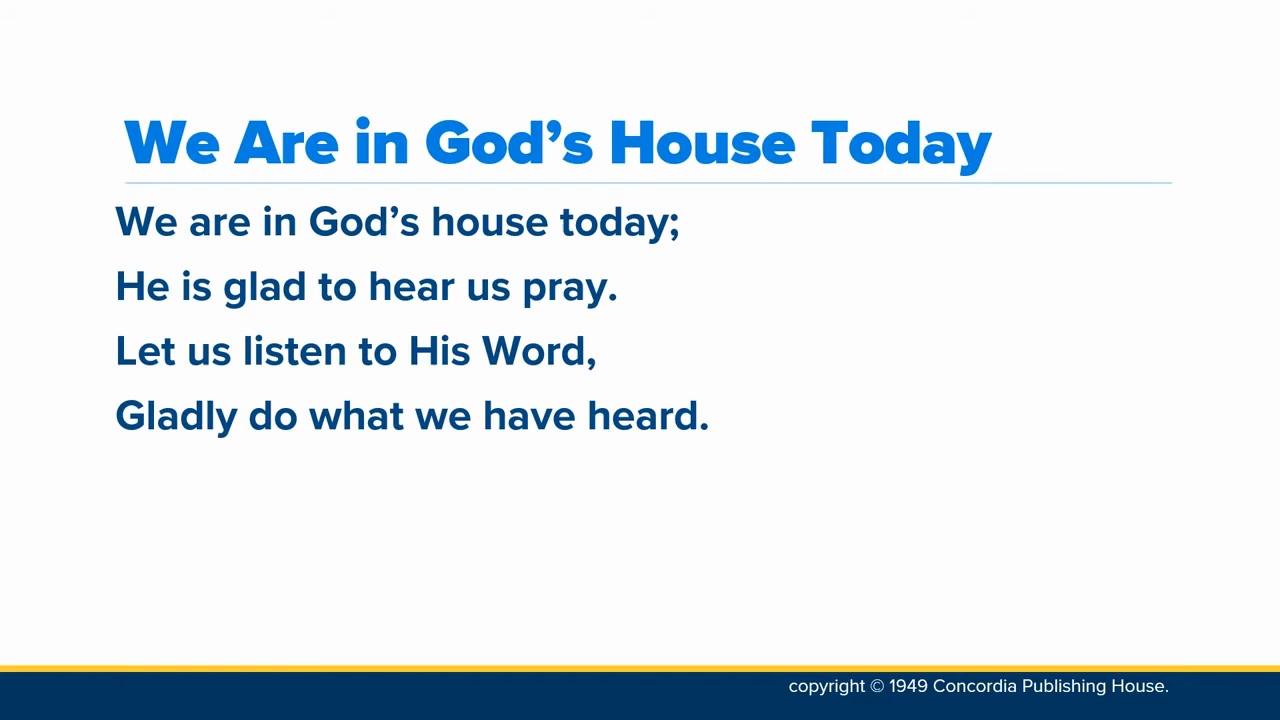 We Are in God’s House Today
We are in God’s house today;
He is glad to hear us pray.
Let us listen to His Word,
Gladly do what we have heard.
copyright © 1949 Concordia Publishing House.